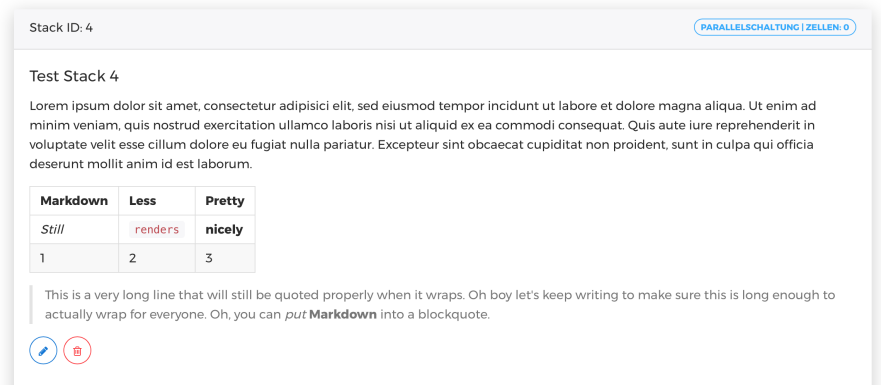 Stack ID: 4
PARALLELSCHALTUNG | ZELLEN: 0
Test Stack 4
Lorem ipsum dolor sit amet, consectetur adipisici elit, sed eiusmod tempor incidunt ut labore et dolore magna aliqua. Ut enim ad
minim veniam, quis nostrud exercitation ullamco laboris nisi ut aliquid ex ea commodi consequat. Quis aute iure reprehenderit in
voluptate velit esse cillum dolore eu fugiat nulla pariatur. Excepteur sint obcaecat cupiditat non proident, sunt in culpa qui officia
deserunt mollit anim id est laborum.
Markdown Less Pretty
Still renders nicely
1 2 3
This is a very long line that will still be quoted properly when it wraps. Oh boy let's keep writing to make sure this is long enough to
actually wrap for everyone. Oh, you can put Markdown into a blockquote.